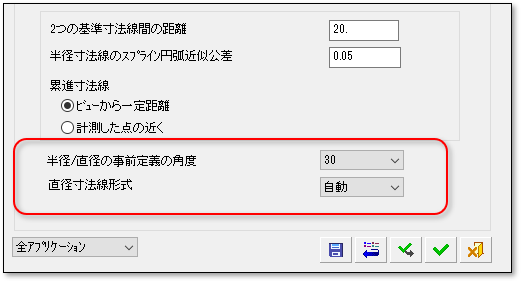 2つの基準寸法線間の距離 20.
半径寸法線のｽﾌﾟﾗｲﾝ円弧近似公差 0.05
累進寸法線
ビューから一定距離
計測した点の近く
半径/直径の事前定義の角度 30
直径寸法線形式 自動
全ｱﾌﾟﾘｹｰｼｮﾝ